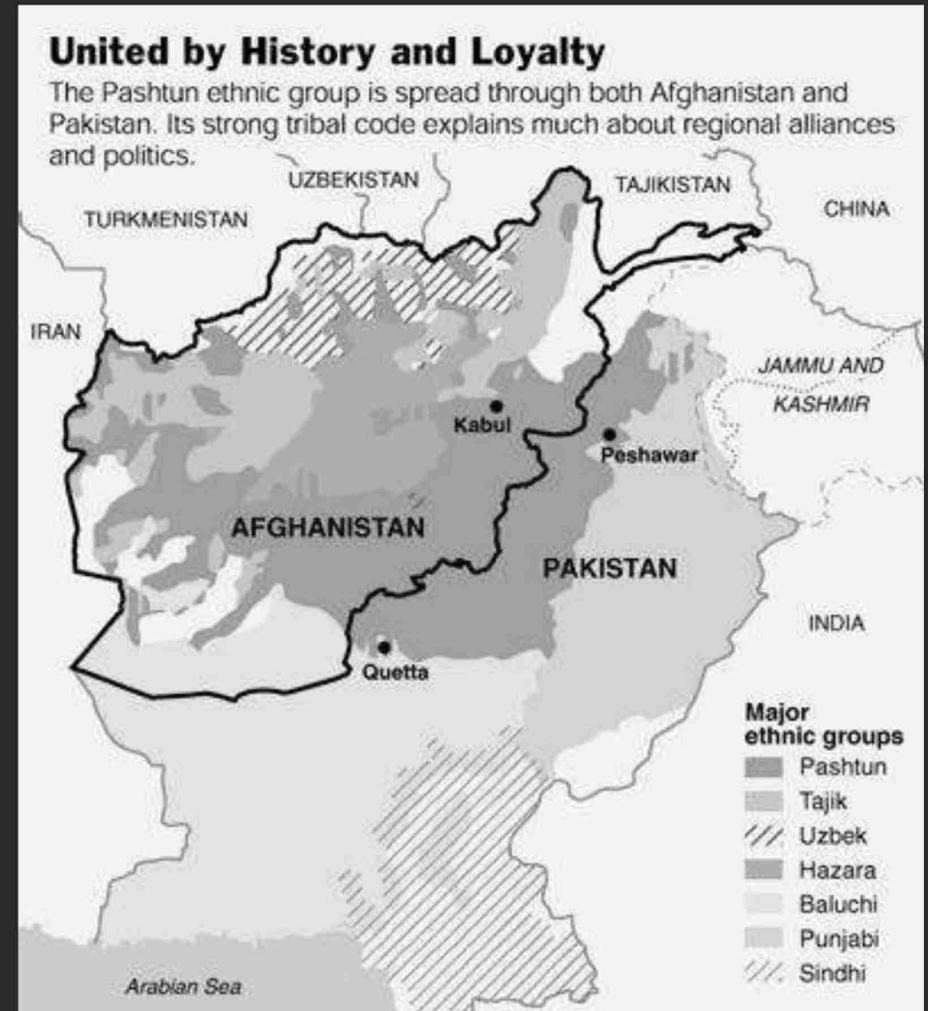 United by History and Loyalty
The Pashtun ethnic group is spread through both Afghanistan and
Pakistan. Its strong tribal code explains much about regional alliances
and politics.
UZBEKISTAN
TAJIKISTAN
TURKMENISTAN
CHINA
IRAN
JAMMU AND
KASHMIR
Kabul
Peshawar
AFGHANISTAN
PAKISTAN
INDIA
Quetta
Major
ethnic groups
Pashtun
Tajik
Uzbek
Hazara
Baluchi
Punjabi
Sindhi
Arabian Sea